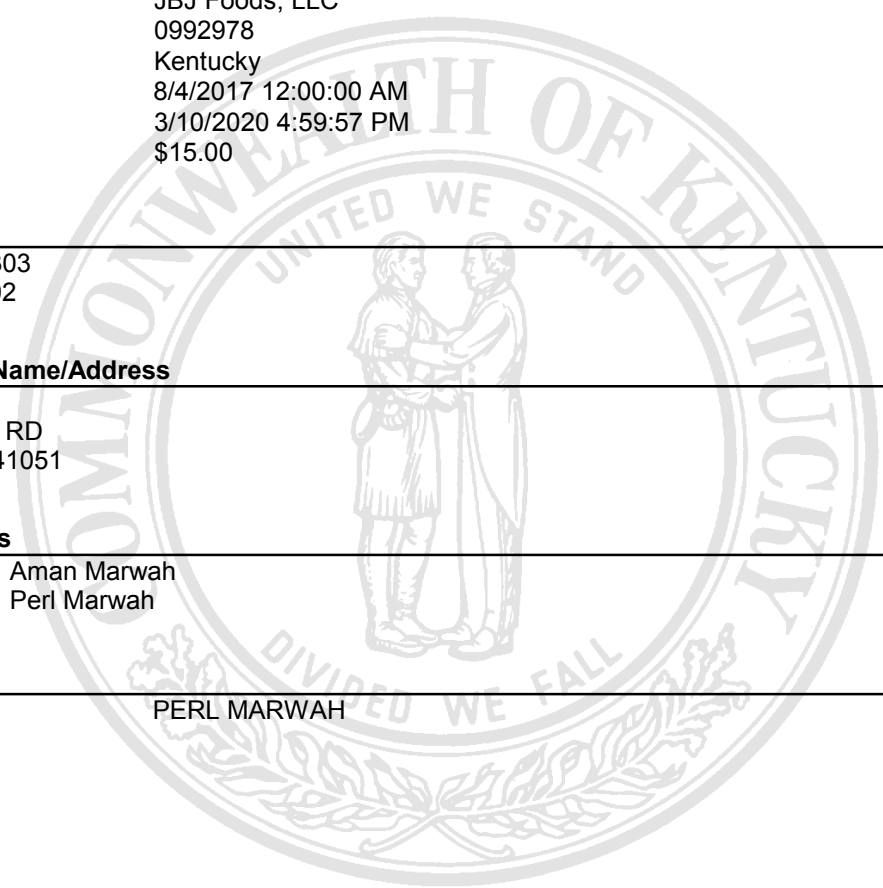 JBJ Foods, LLC
0992978
Kentucky
8/4/2017 12:00:00 AM
3/10/2020 4:59:57 PM
$15.00
COMMONWEALTH OF KENTUCKY
UNITED WE STAND
303
02
Name/Address
RD
41051
s
Aman Marwah
Perl Marwah
DIVIDED WE FALL
PERL MARWAH